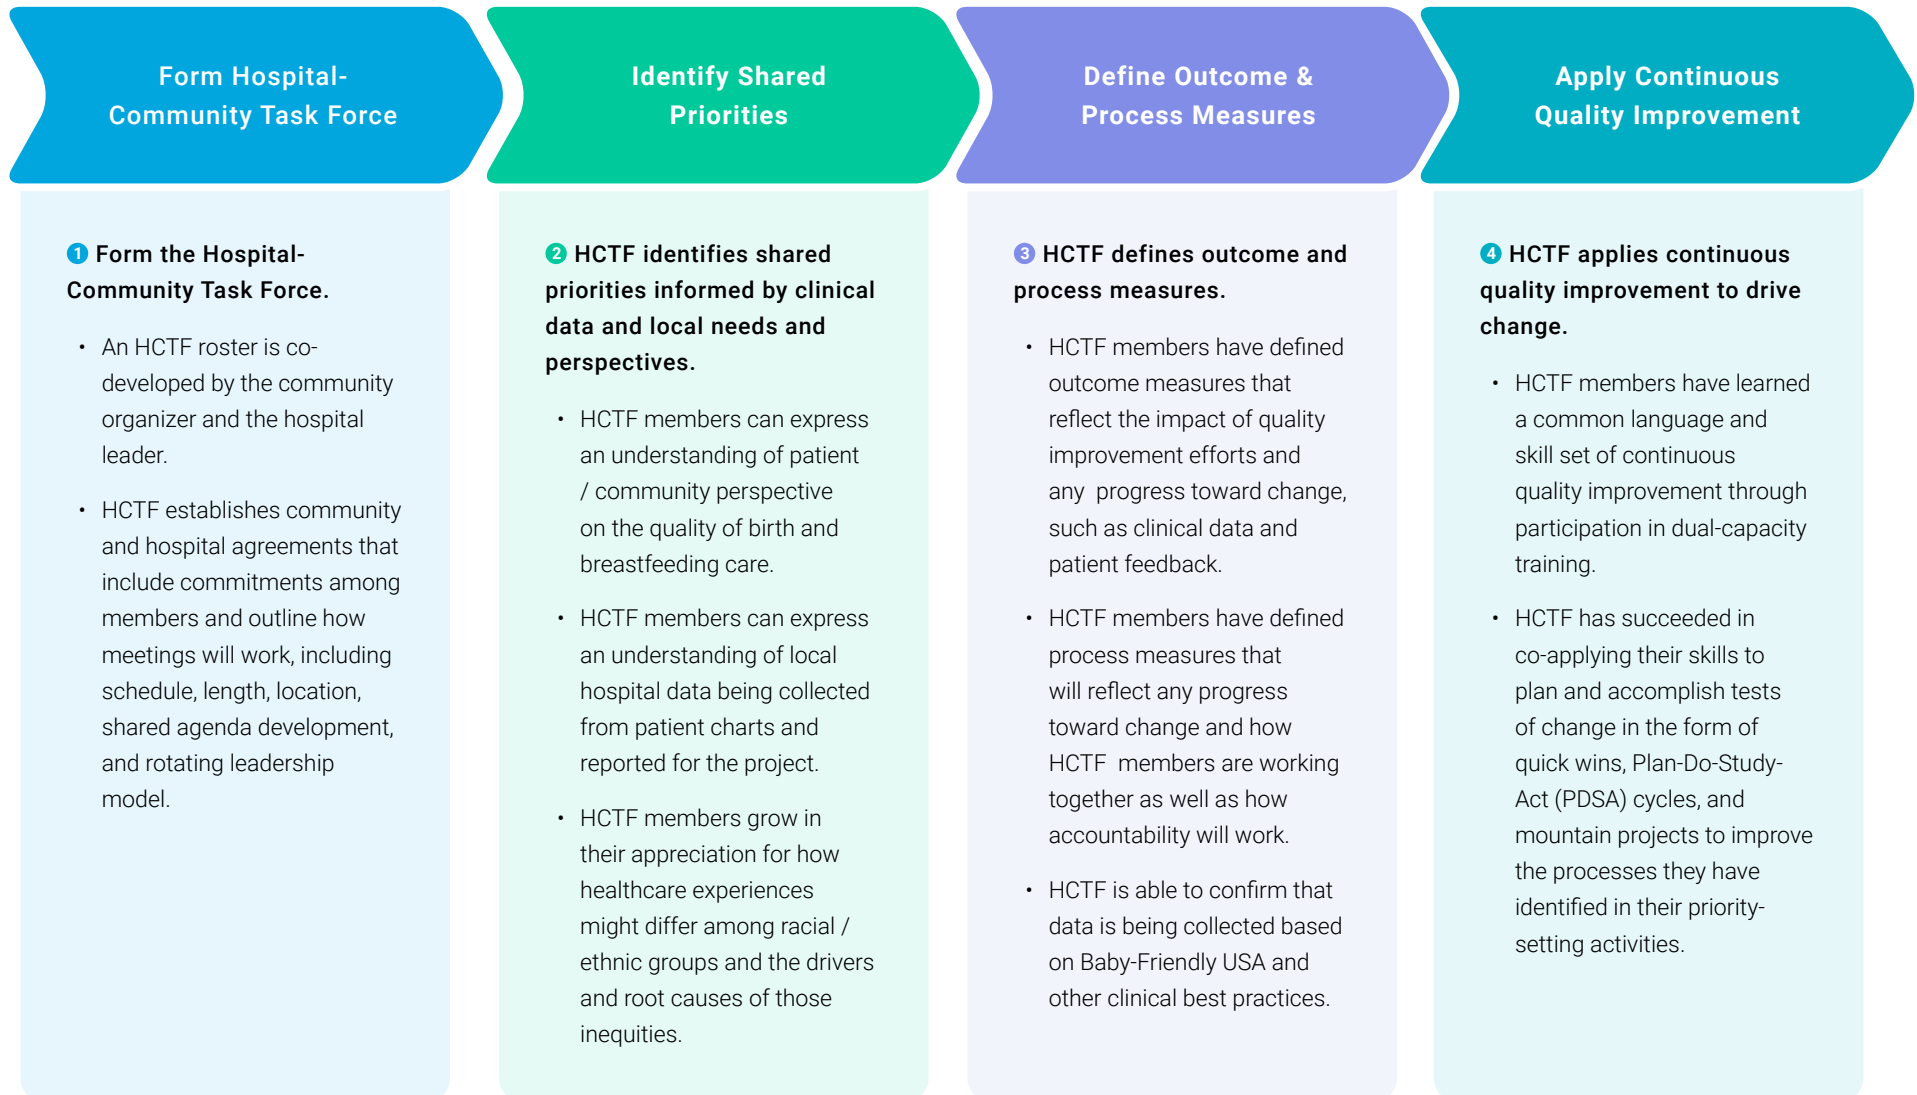 Form Hospital-
Community Task Force
Identify Shared
Priorities
Define Outcome &
Process Measures
Apply Continuous
Quality Improvement
1 Form the Hospital-
Community Task Force.
• An HCTF roster is co-
developed by the community
organizer and the hospital
leader.
• HCTF establishes community
and hospital agreements that
include commitments among
members and outline how
meetings will work, including
schedule, length, location,
shared agenda development,
and rotating leadership
model.
2 HCTF identifies shared
priorities informed by clinical
data and local needs and
perspectives.
• HCTF members can express
an understanding of patient
/ community perspective
on the quality of birth and
breastfeeding care.
• HCTF members can express
an understanding of local
hospital data being collected
from patient charts and
reported for the project.
• HCTF members grow in
their appreciation for how
healthcare experiences
might differ among racial /
ethnic groups and the drivers
and root causes of those
inequities.
3 HCTF defines outcome and
process measures.
• HCTF members have defined
outcome measures that
reflect the impact of quality
improvement efforts and
any progress toward change,
such as clinical data and
patient feedback.
• HCTF members have defined
process measures that
will reflect any progress
toward change and how
HCTF members are working
together as well as how
accountability will work.
• HCTF is able to confirm that
data is being collected based
on Baby-Friendly USA and
other clinical best practices.
4 HCTF applies continuous
quality improvement to drive
change.
• HCTF members have learned
a common language and
skill set of continuous
quality improvement through
participation in dual-capacity
training.
• HCTF has succeeded in
co-applying their skills to
plan and accomplish tests
of change in the form of
quick wins, Plan-Do-Study-
Act (PDSA) cycles, and
mountain projects to improve
the processes they have
identified in their priority-
setting activities.